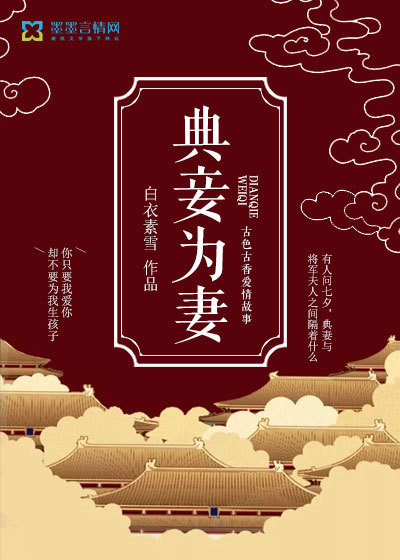 墨墨言情网
典妾为妻
DIANQIE
WEIQI
古色古香爱情故事
白衣素雪 作品
有人问七夕，典妻与
将军夫人之间隔着什么
你只要我爱你
却不要为我生孩子